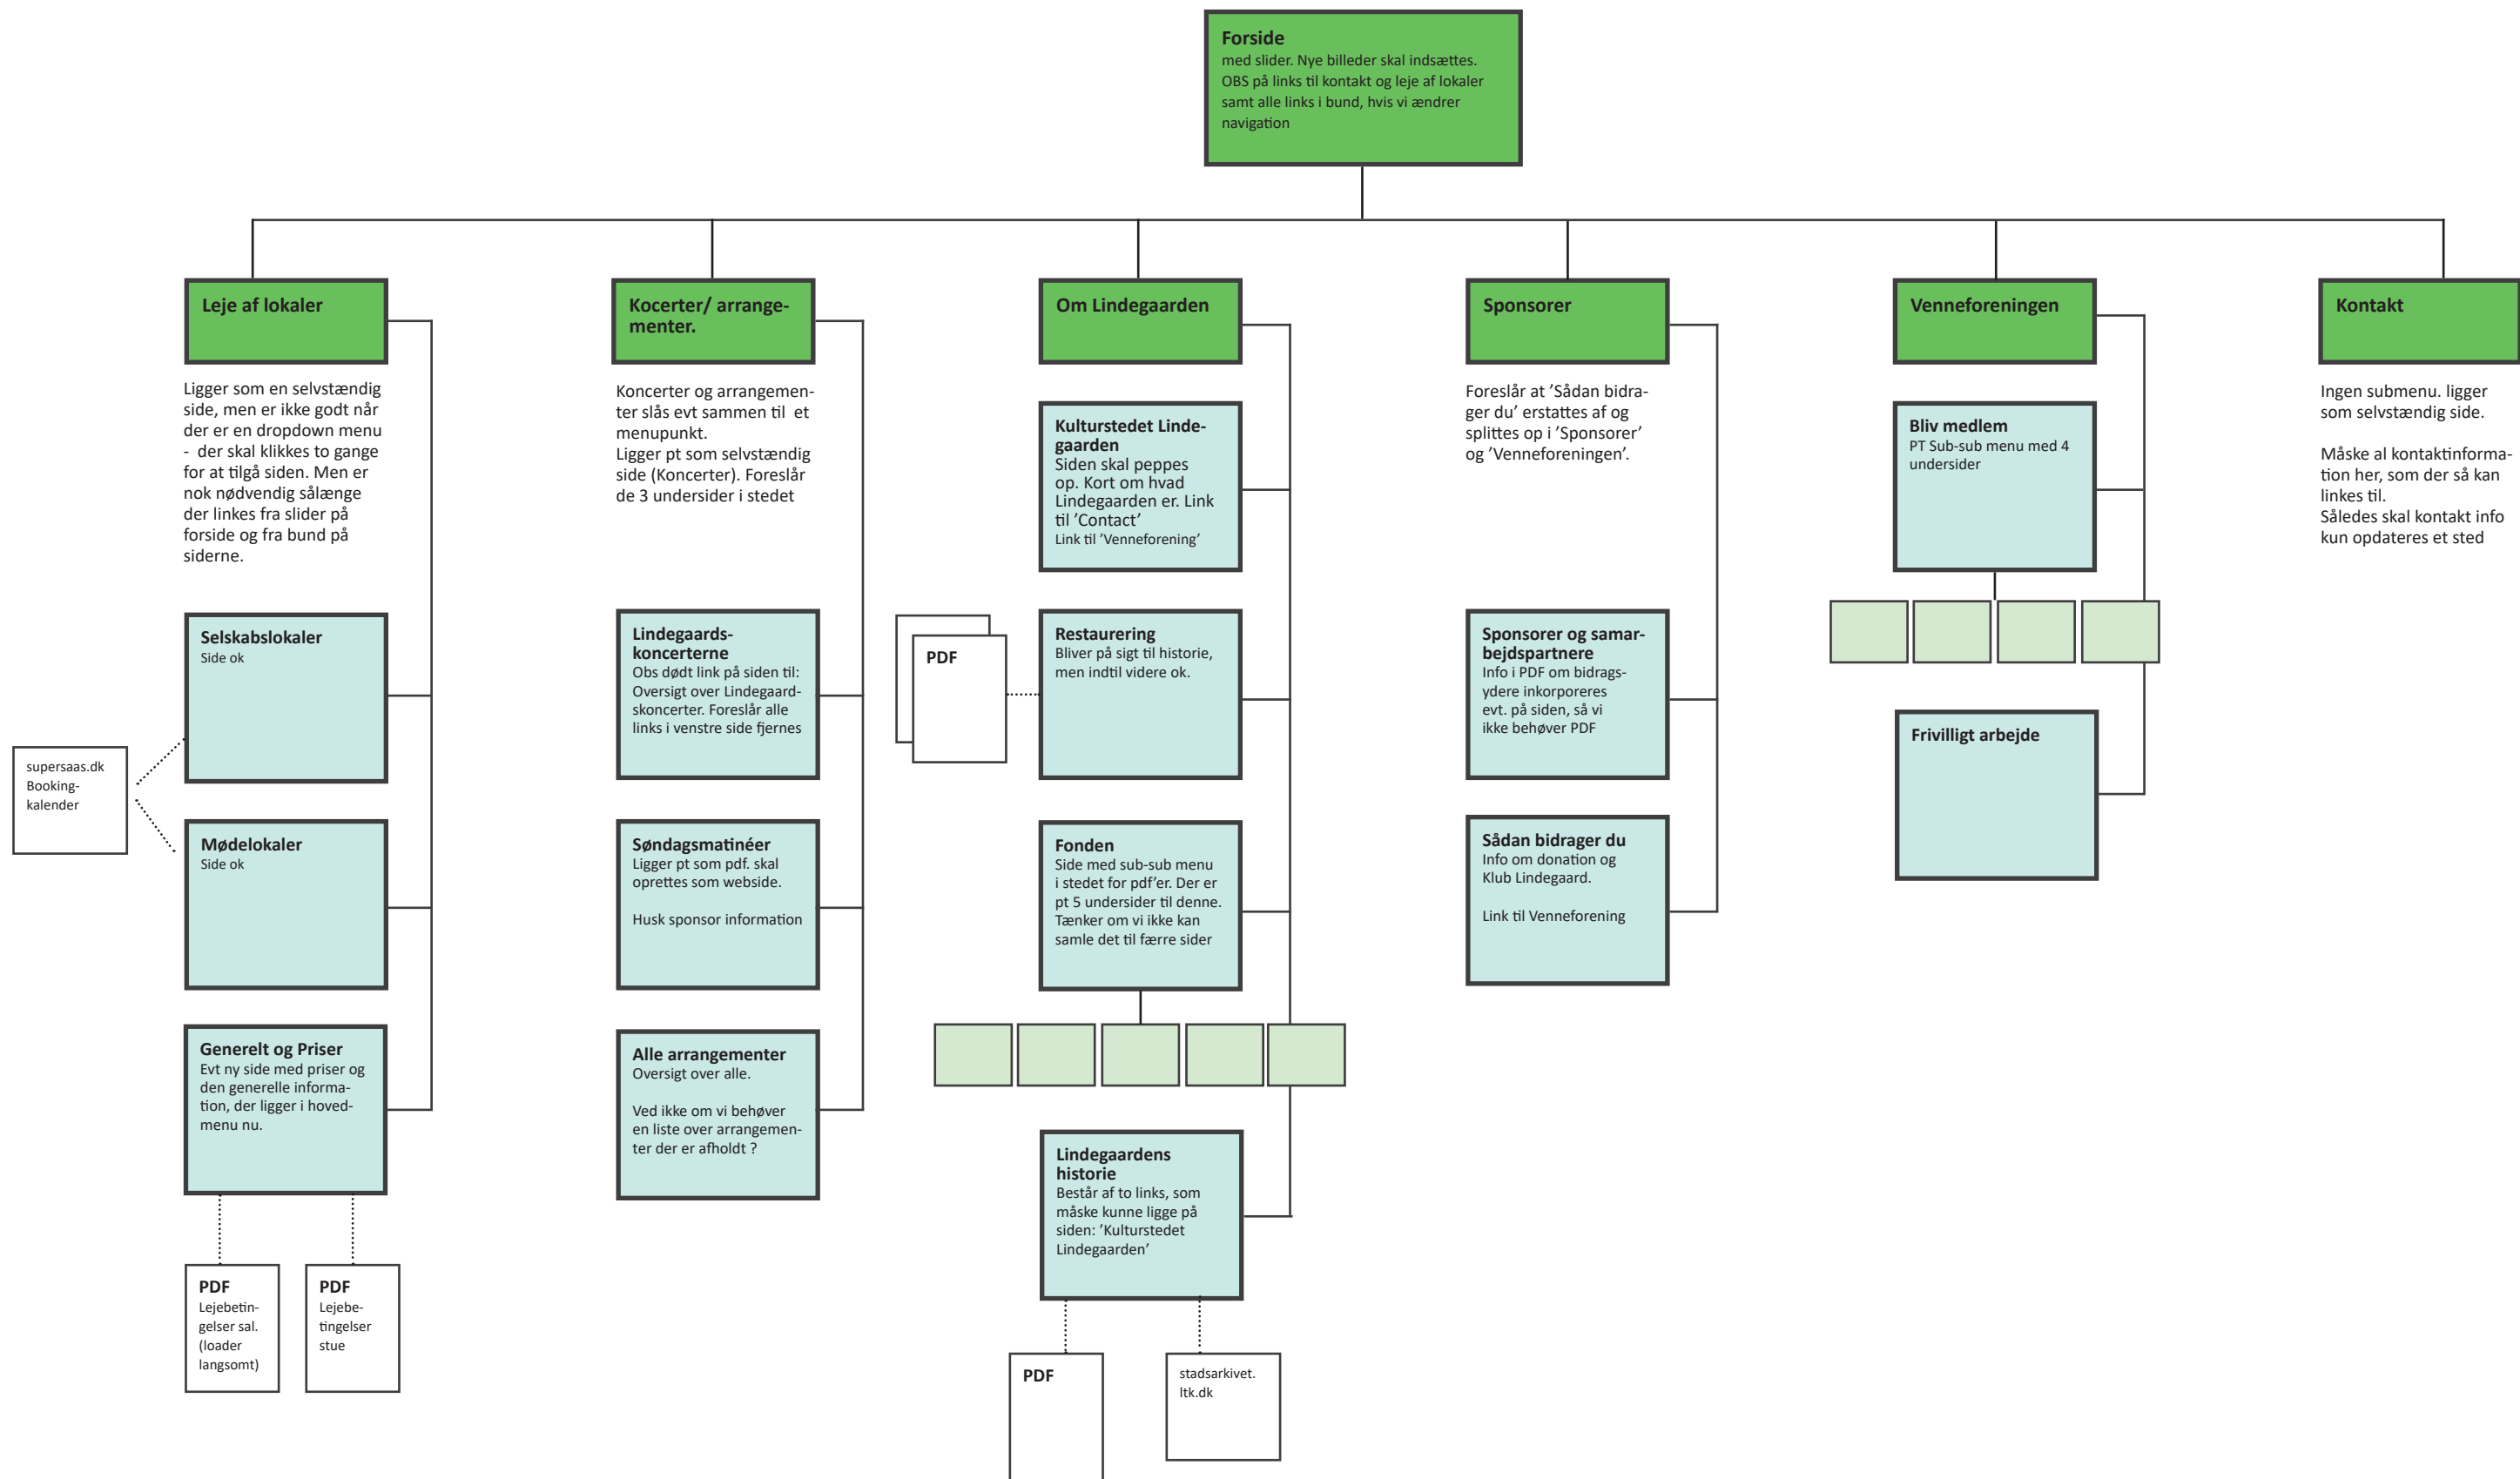 Forside
med slider. Nye billeder skal indsættes.
OBS på links til kontakt og leje af lokaler
samt alle links i bund, hvis vi ændrer
navigation
Leje af lokaler
Ligger som en selvstændig
side, men er ikke godt når
der er en dropdown menu
- der skal klikkes to gange
for at tilgå siden. Men er
nok nødvendig sålænge
der linkes fra slider på
forside og fra bund på
siderne.
Selskabslokaler
Side ok
supersaas.dk
Booking-
kalender
Mødelokaler
Side ok
Generelt og Priser
Evt ny side med priser og
den generelle informa-
tion, der ligger i hoved-
menu nu.
PDF
Lejebetin-
gelser sal.
(loader
langsomt)
PDF
Lejebe-
tingelser
stue
Kocerter/ arrange-
menter.
Koncerter og arrangemen-
ter slås evt sammen til et
menupunkt.
Ligger pt som selvstændig
side (Koncerter). Foreslår
de 3 undersider i stedet
Lindegaards-
koncerterne
Obs dødt link på siden til:
Oversigt over Lindegaard-
skoncerter. Foreslår alle
links i venstre side fjernes
Søndagsmatinéer
Ligger pt som pdf. skal
oprettes som webside.
Husk sponsor information
Alle arrangementer
Oversigt over alle.
Ved ikke om vi behøver
en liste over arrangemen-
ter der er afholdt ?
Om Lindegaarden
Kulturstedet Linde-
gaarden
Siden skal peppes
op. Kort om hvad
Lindegaarden er. Link
til ’Contact’
Link til ’Venneforening’
PDF
Restaurering
Bliver på sigt til historie,
men indtil videre ok.
Fonden
Side med sub-sub menu
i stedet for pdf’er. Der er
pt 5 undersider til denne.
Tænker om vi ikke kan
samle det til færre sider
Lindegaardens
historie
Består af to links, som
måske kunne ligge på
siden: ’Kulturstedet
Lindegaarden’
PDF
stadsarkivet.
ltk.dk
Sponsorer
Foreslår at ’Sådan bidra-
ger du’ erstattes af og
splittes op i ’Sponsorer’
og ’Venneforeningen’.
Sponsorer og samar-
bejdspartnere
Info i PDF om bidrags-
ydere inkorporeres
evt. på siden, så vi
ikke behøver PDF
Sådan bidrager du
Info om donation og
Klub Lindegaard.
Link til Venneforening
Venneforeningen
Bliv medlem
PT Sub-sub menu med 4
undersider
Frivilligt arbejde
Kontakt
Ingen submenu. ligger
som selvstændig side.
Måske al kontaktinforma-
tion her, som der så kan
linkes til.
Således skal kontakt info
kun opdateres et sted